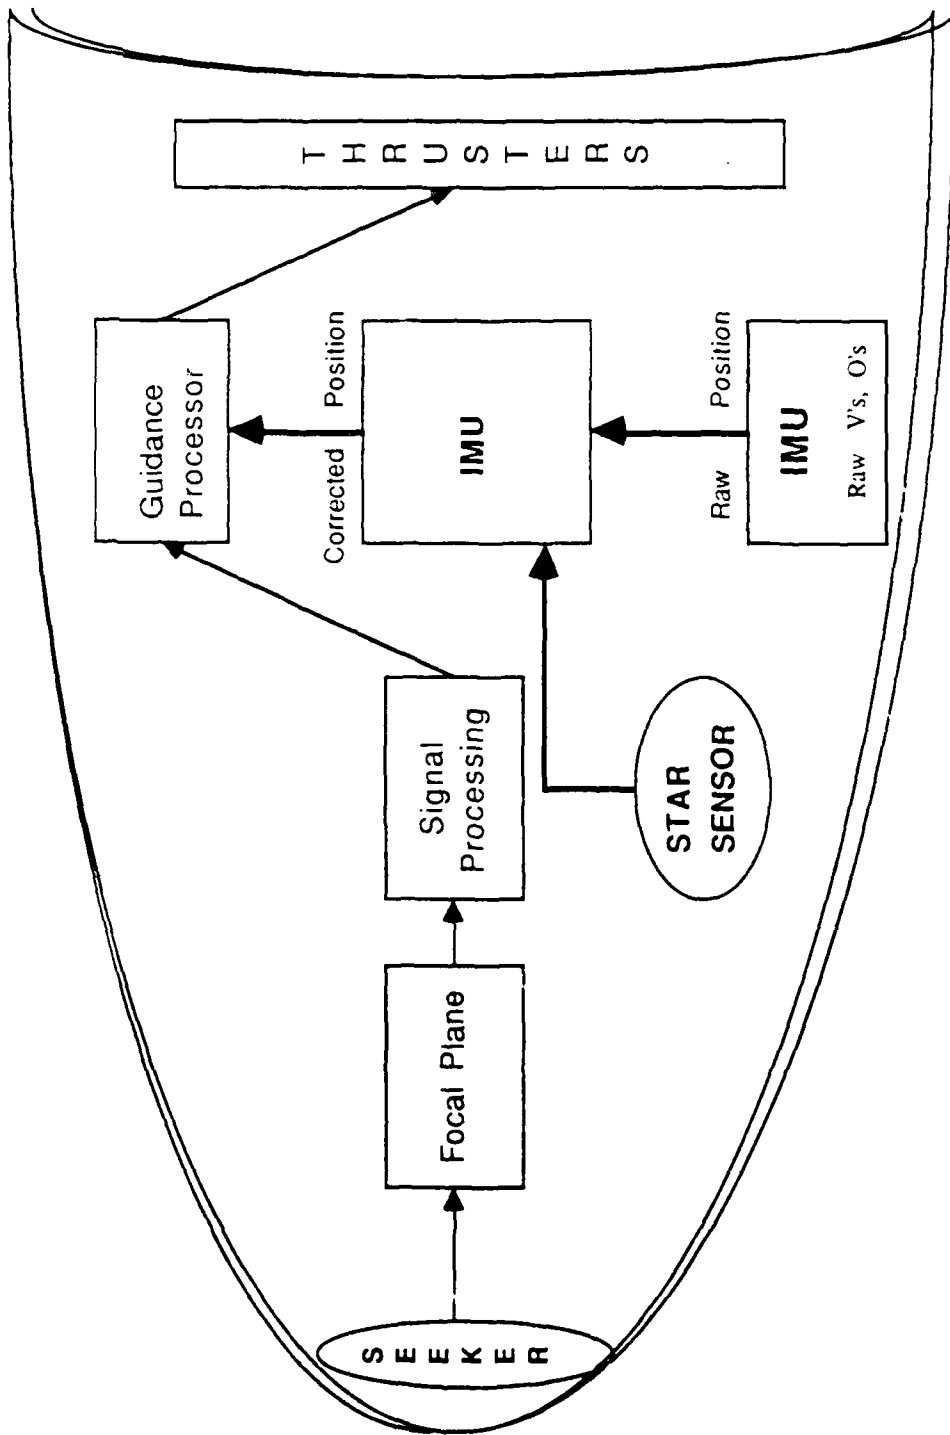 SEEKER
Focal Plane
Signal
Processing
STAR
SENSOR
Guidance
Processor
Corrected Position
IMU
Raw Position
IMU
Raw V's, O's
THRUSTERS